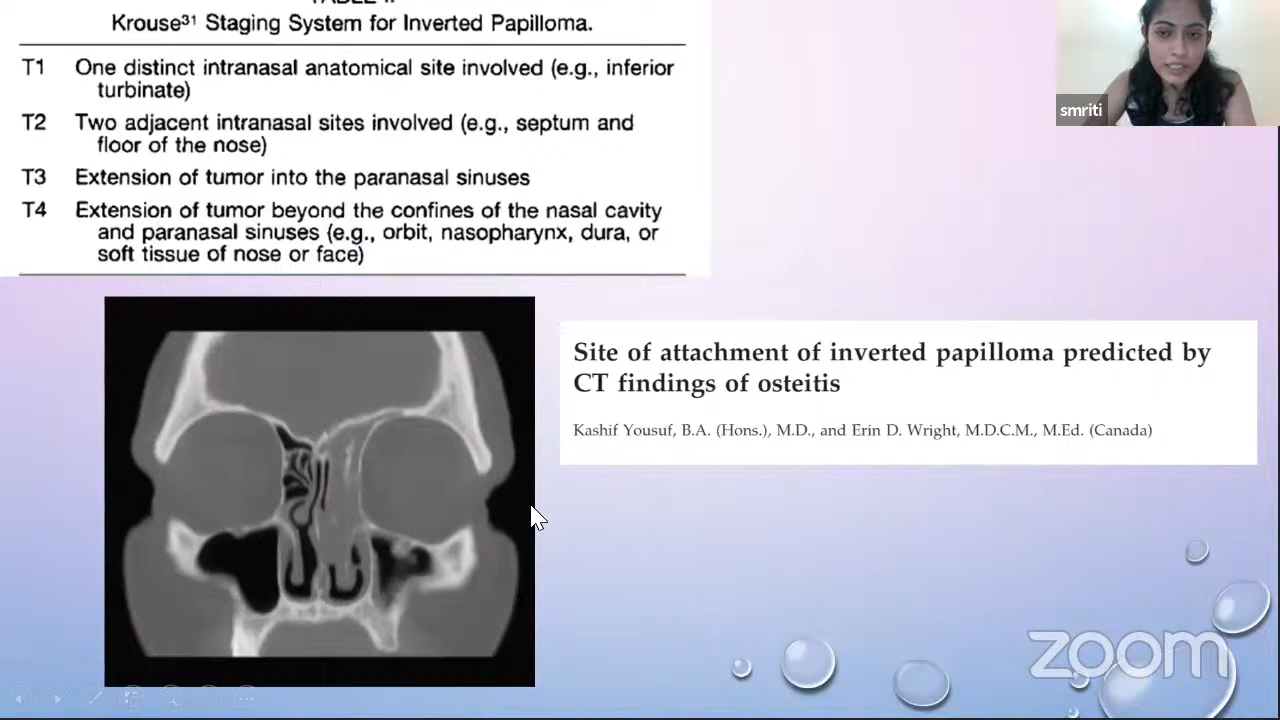 Krouse³¹ Staging System for Inverted Papilloma.
T1 One distinct intranasal anatomical site involved (e.g., inferior
turbinate)
T2 Two adjacent intranasal sites involved (e.g., septum and
floor of the nose)
T3 Extension of tumor into the paranasal sinuses
T4 Extension of tumor beyond the confines of the nasal cavity
and paranasal sinuses (e.g., orbit, nasopharynx, dura, or
soft tissue of nose or face)
smriti
Site of attachment of inverted papilloma predicted by
CT findings of osteitis
Kashif Yousuf, B.A. (Hons.), M.D., and Erin D. Wright, M.D.C.M., M.Ed. (Canada)
zoom